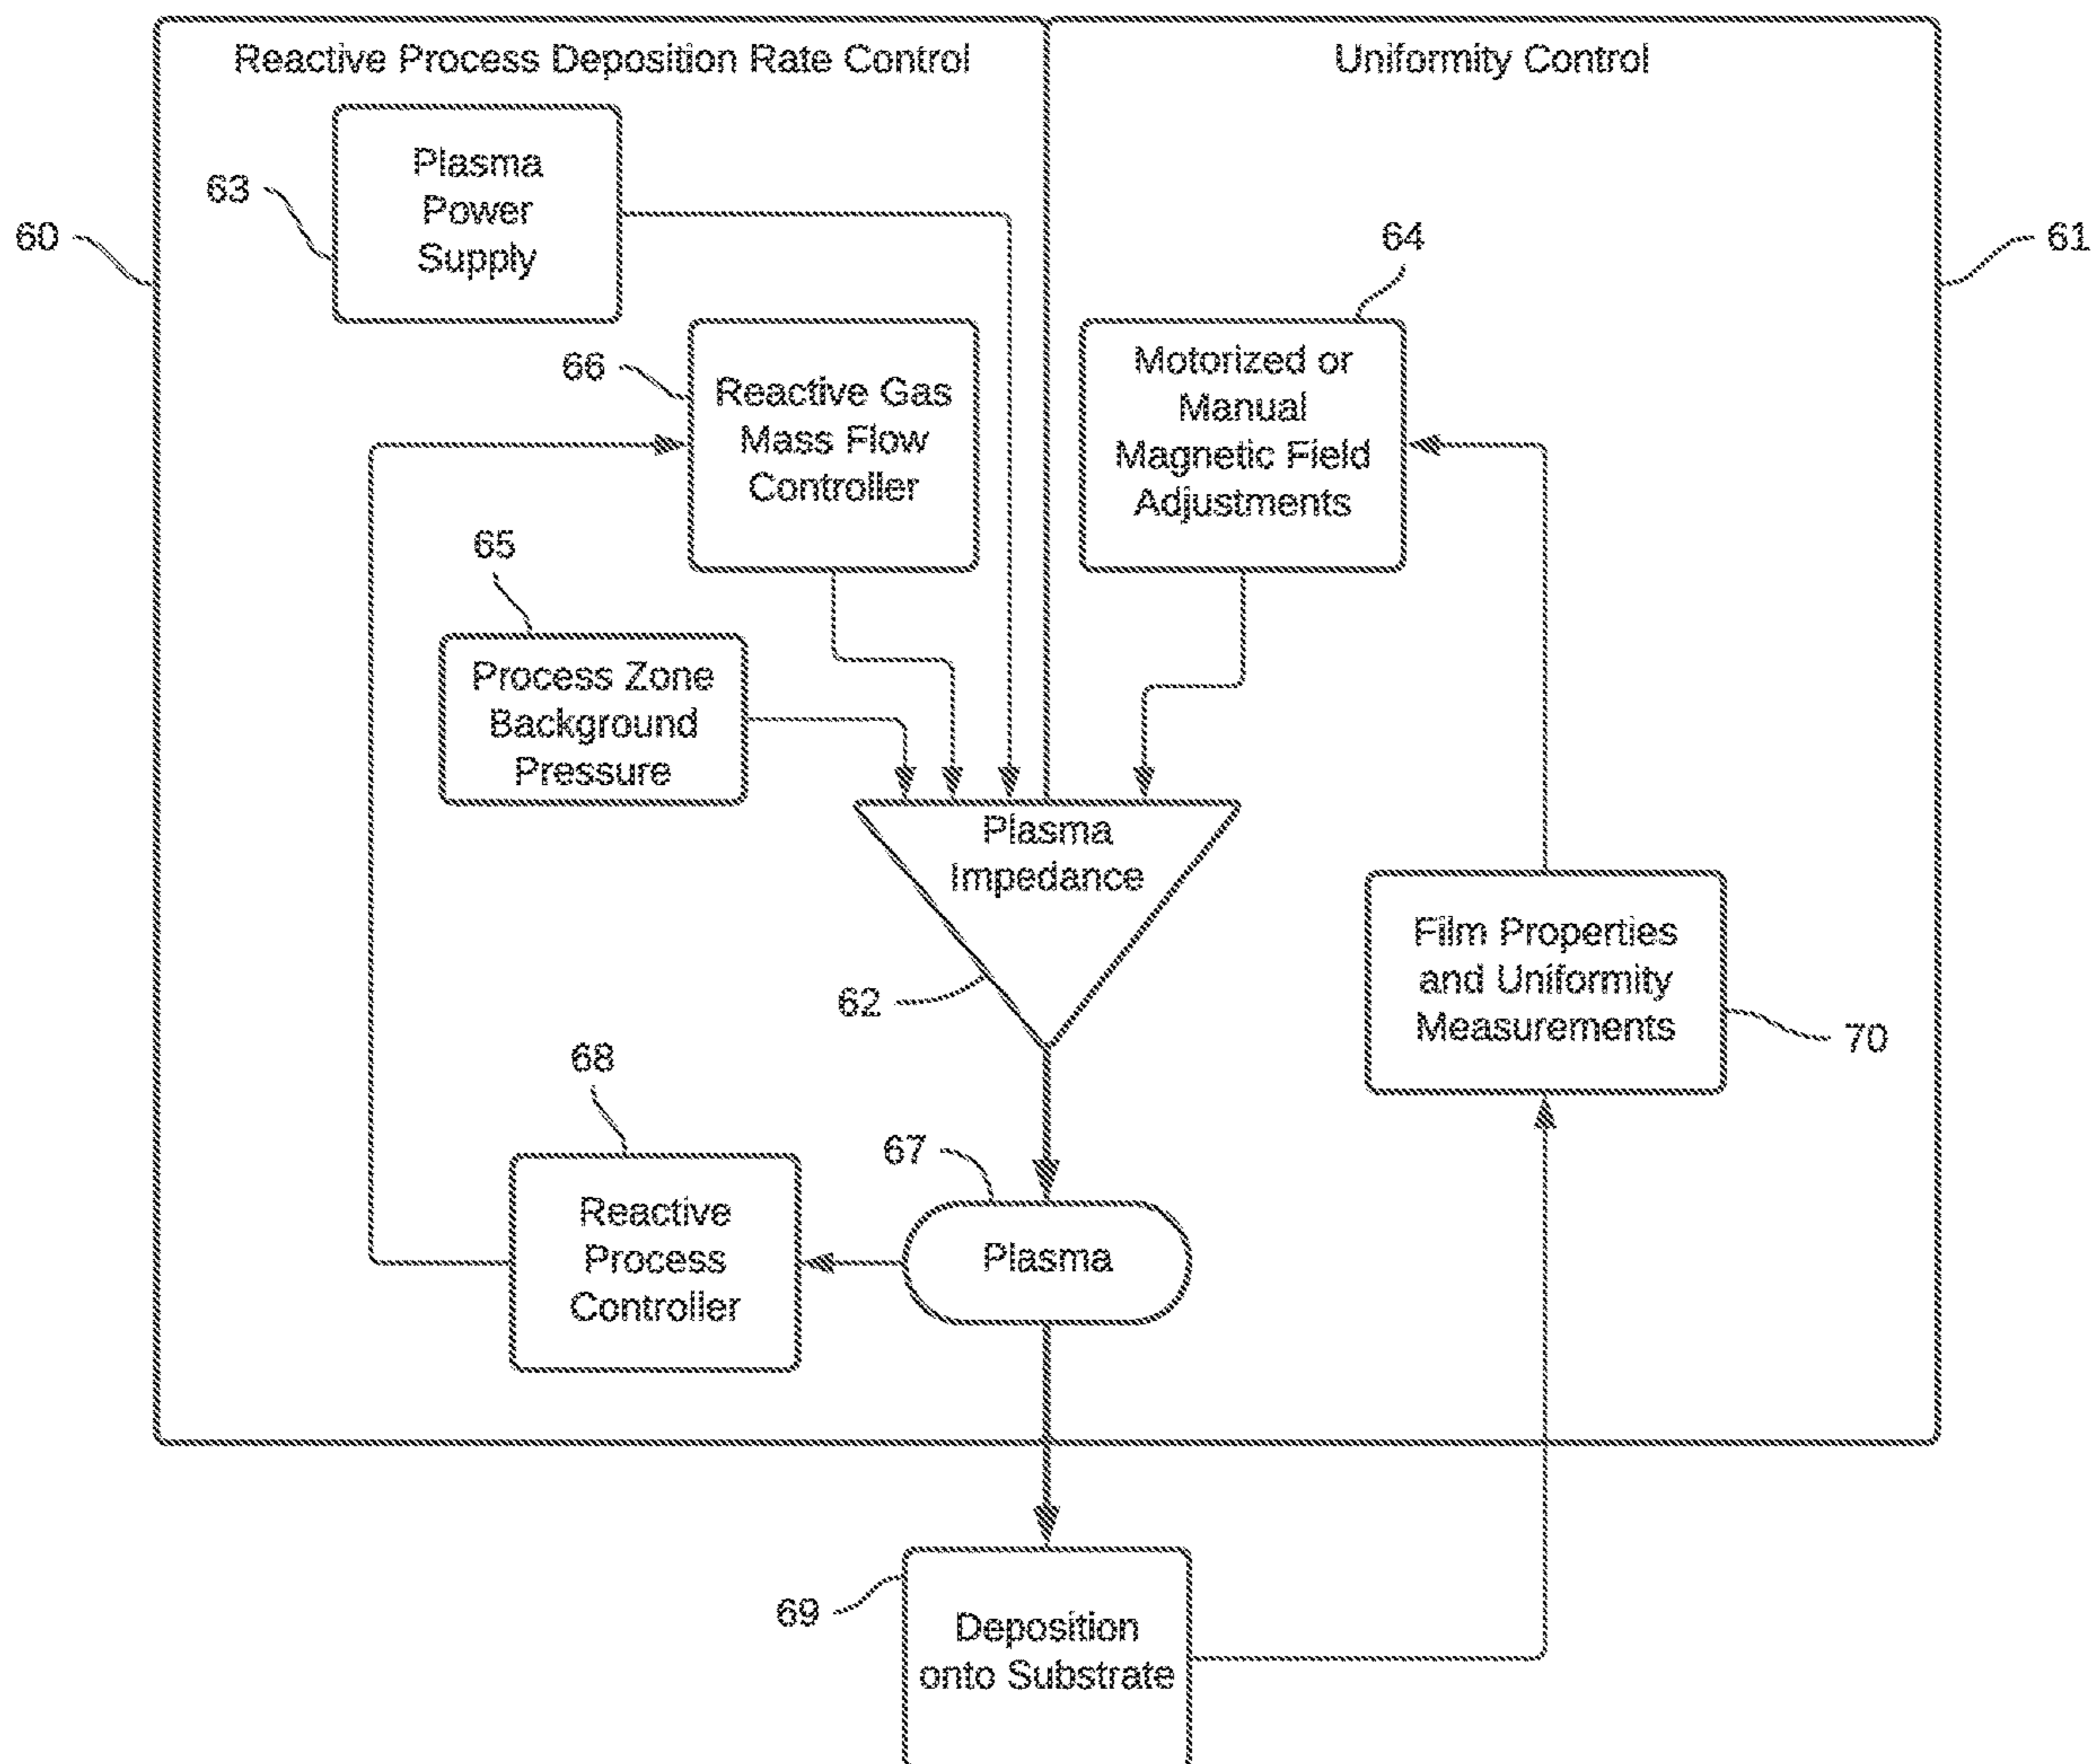 Reactive Process Deposition Rate Control
Uniformity Control
Plasma
Power
Supply
63
60
64
61
66
Reactive Gas
Mass Flow
Controller
Motorized or
Manual
Magnetic Field
Adjustments
65
Process Zone
Background
Pressure
Plasma
Impedance
62
Film Properties
and Uniformity
Measurements
70
68
67
Reactive
Process
Controller
Plasma
69
Deposition
onto Substrate